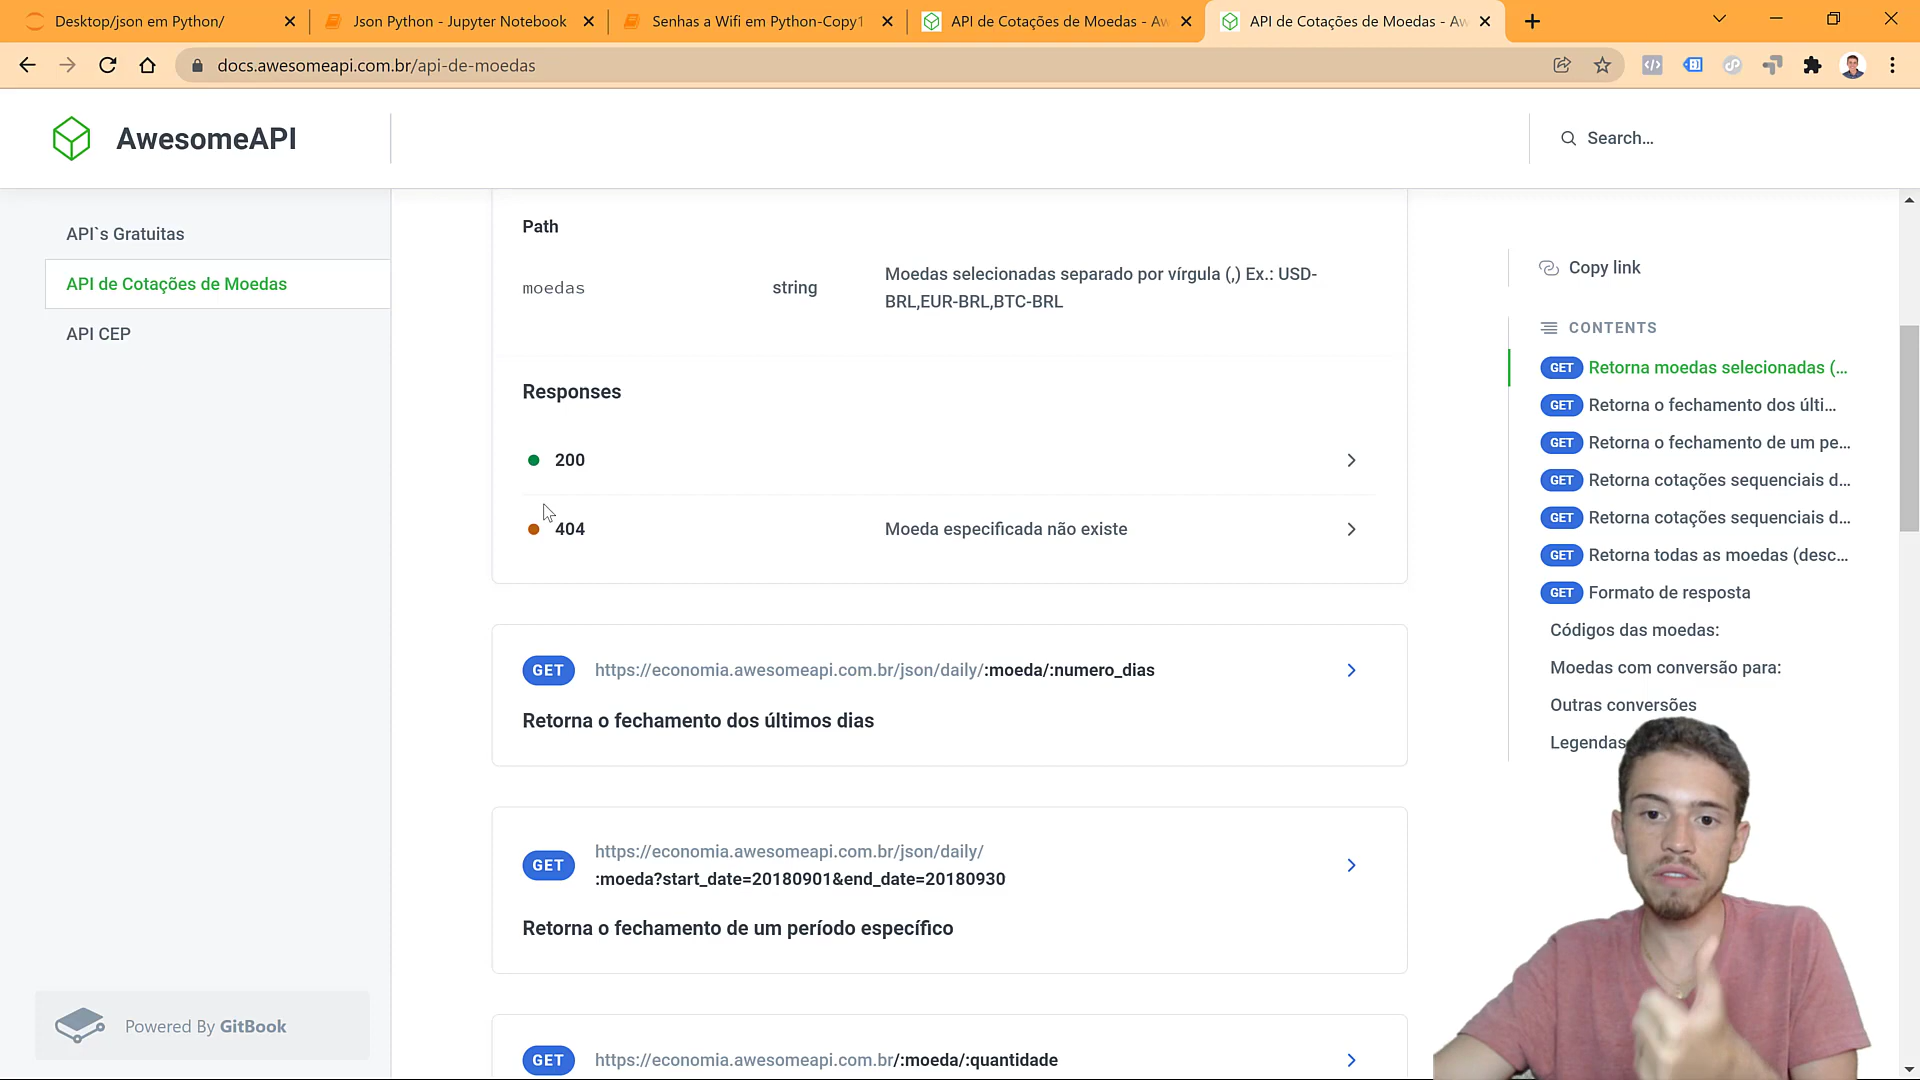 Desktop/json em Python/
Json Python - Jupyter Notebook
Senhas a Wifi em Python-Copy1
API de Cotações de Moedas - Aw
API de Cotações de Moedas - Aw
docs.awesomeapi.com.br/api-de-moedas
AwesomeAPI
Search...
API`s Gratuitas
API de Cotações de Moedas
API CEP
Powered By GitBook
Path
moedas string Moedas selecionadas separado por vírgula (,) Ex.: USD-
BRL,EUR-BRL,BTC-BRL
Responses
200
404 Moeda especificada não existe
GET https://economia.awesomeapi.com.br/json/daily/:moeda/:numero_dias
Retorna o fechamento dos últimos dias
GET https://economia.awesomeapi.com.br/json/daily/
:moeda?start_date=20180901&end_date=20180930
Retorna o fechamento de um período específico
GET https://economia.awesomeapi.com.br/:moeda/:quantidade
Copy link
CONTENTS
GET Retorna moedas selecionadas (...
GET Retorna o fechamento dos últi...
GET Retorna o fechamento de um pe...
GET Retorna cotações sequenciais d...
GET Retorna cotações sequenciais d...
GET Retorna todas as moedas (desc...
GET Formato de resposta
Códigos das moedas:
Moedas com conversão para:
Outras conversões
Legendas